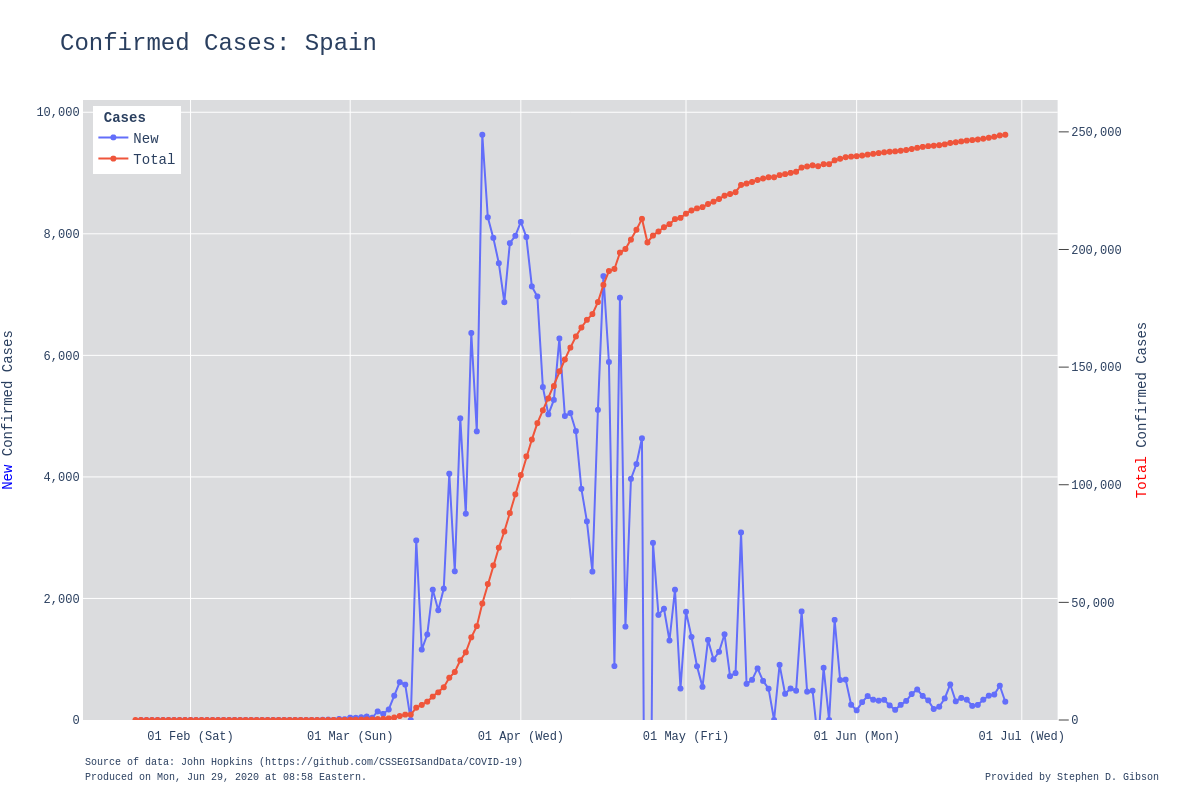 Confirmed Cases: Spain
Cases
New
Total
10,000
8,000
6,000
4,000
2,000
0
New Confirmed Cases
250,000
200,000
150,000
100,000
50,000
0
Total Confirmed Cases
01 Feb (Sat)
01 Mar (Sun)
01 Apr (Wed)
01 May (Fri)
01 Jun (Mon)
01 Jul (Wed)
Source of data: John Hopkins (https://github.com/CSSEGISandData/COVID-19)
Produced on Mon, Jun 29, 2020 at 08:58 Eastern.
Provided by Stephen D. Gibson